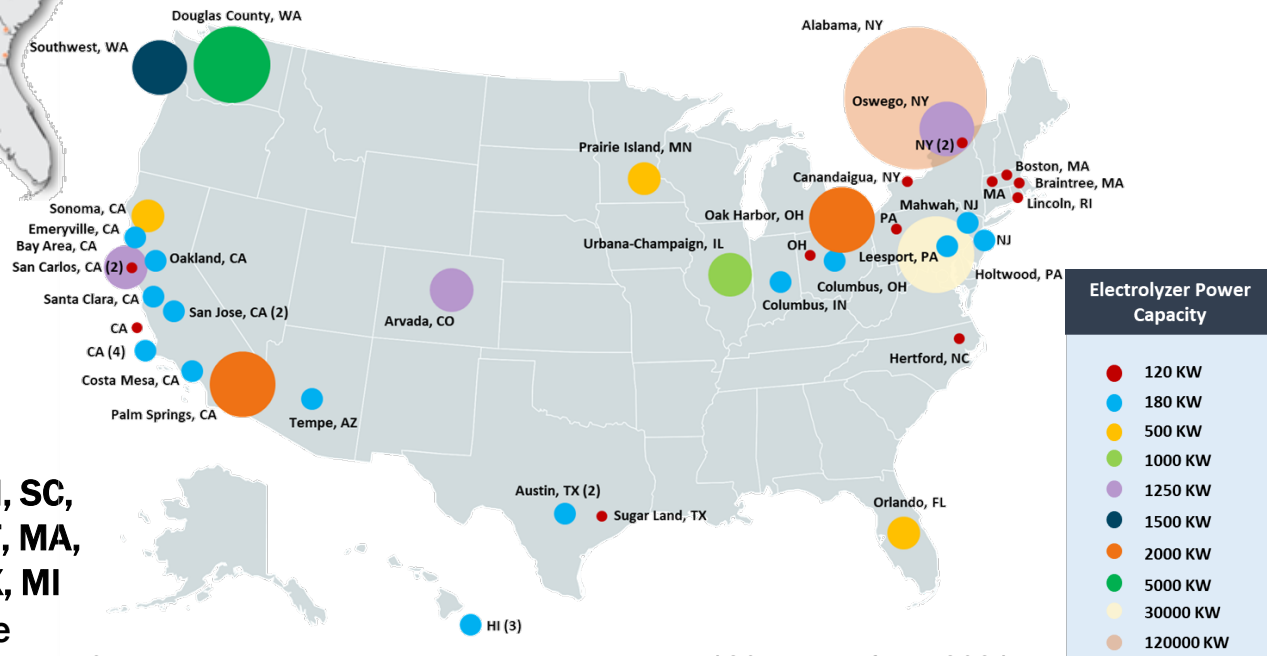 Douglas County, WA
Southwest, WA
Alabama, NY
Oswego, NY
NY (2)
Prairie Island, MN
Canandaigua, NY
Boston, MA
Braintree, MA
MA
Lincoln, RI
Mahwah, NJ
Sonoma, CA
Emeryville, CA
Bay Area, CA
San Carlos, CA (2)
Oakland, CA
Santa Clara, CA
San Jose, CA (2)
CA
CA (4)
Costa Mesa, CA
Palm Springs, CA
Tempe, AZ
Arvada, CO
Urbana-Champaign, IL
Oak Harbor, OH
OH
PA
NJ
Leesport, PA
Holtwood, PA
Columbus, OH
Columbus, IN
Hertford, NC
Austin, TX (2)
Sugar Land, TX
Orlando, FL
HI (3)
Electrolyzer Power
Capacity
120 KW
180 KW
500 KW
1000 KW
1250 KW
1500 KW
2000 KW
5000 KW
30000 KW
120000 KW
, SC,
, MA,
, MI
e